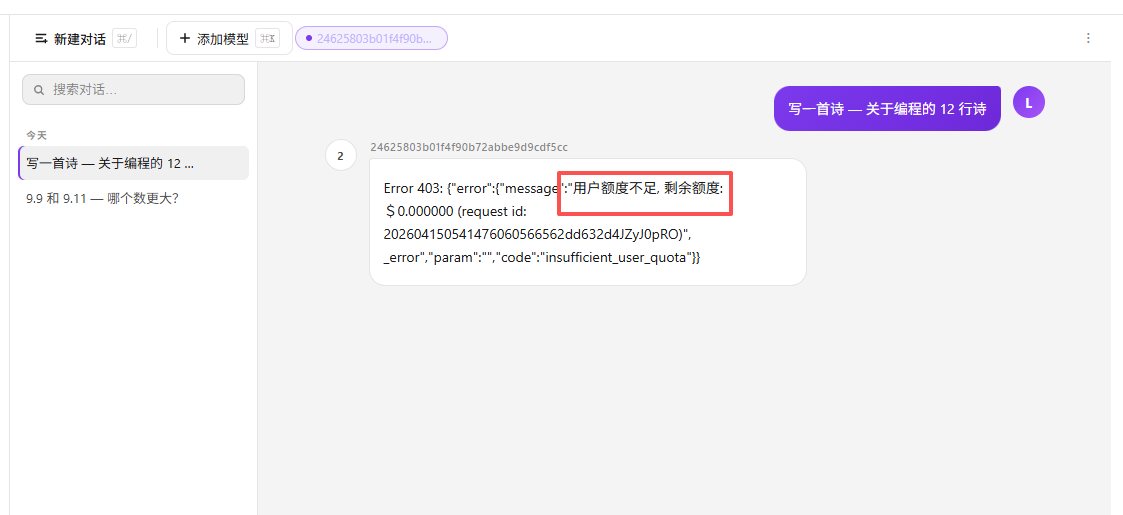 新建对话 ⌘/
添加模型 ⌘K
24625803b01f4f90b...
搜索对话...
今天
写一首诗 — 关于编程的 12 ...
9.9 和 9.11 — 哪个数更大?
写一首诗 — 关于编程的 12 行诗
L
2
24625803b01f4f90b72abbe9d9cdf5cc
Error 403: {"error":{"message":"用户额度不足, 剩余额度:
$0.000000 (request id:
202604150541476060566562dd632d4JZyJ0pRO)",
_error","param":"","code":"insufficient_user_quota"}}